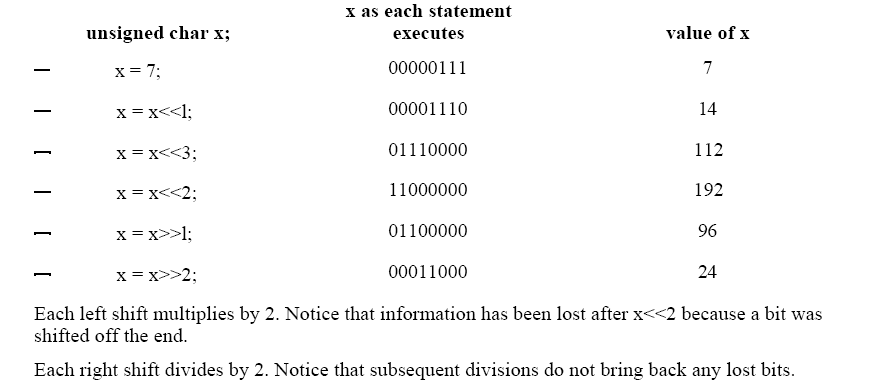 x as each statement
unsigned char x; executes value of x
— x = 7; 00000111 7
— x = x<<l; 00001110 14
— x = x<<3; 01110000 112
— x = x<<2; 11000000 192
— x = x>>l; 01100000 96
— x = x>>2; 00011000 24
Each left shift multiplies by 2. Notice that information has been lost after x<<2 because a bit was
shifted off the end.
Each right shift divides by 2. Notice that subsequent divisions do not bring back any lost bits.